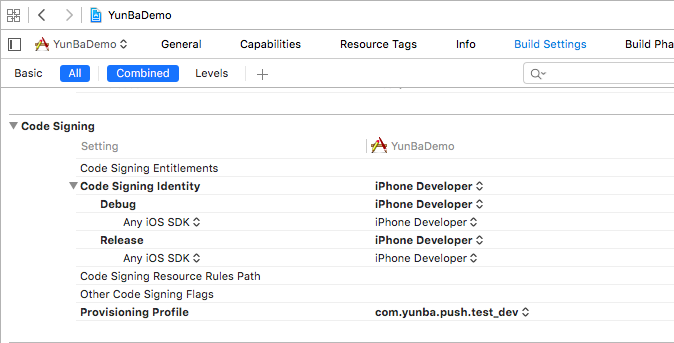 YunBaDemo
YunBaDemo General Capabilities Resource Tags Info Build Settings Build Pha
Basic All Combined Levels
Code Signing
Setting YunBaDemo
Code Signing Entitlements
Code Signing Identity iPhone Developer
Debug iPhone Developer
Any iOS SDK iPhone Developer
Release iPhone Developer
Any iOS SDK iPhone Developer
Code Signing Resource Rules Path
Other Code Signing Flags
Provisioning Profile com.yunba.push.test_dev